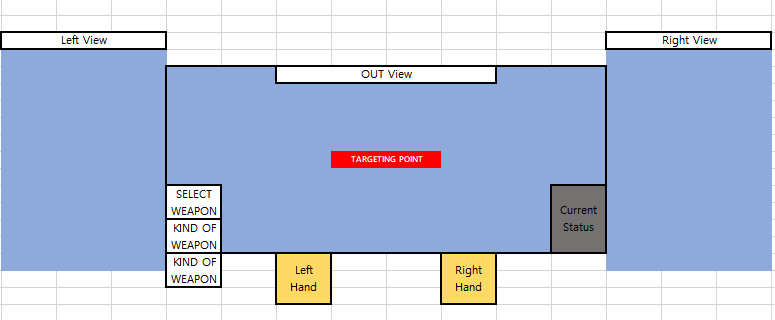 Left View
Right View
OUT View
TARGETING POINT
SELECT
WEAPON
KIND OF
WEAPON
KIND OF
WEAPON
Current
Status
Left
Hand
Right
Hand